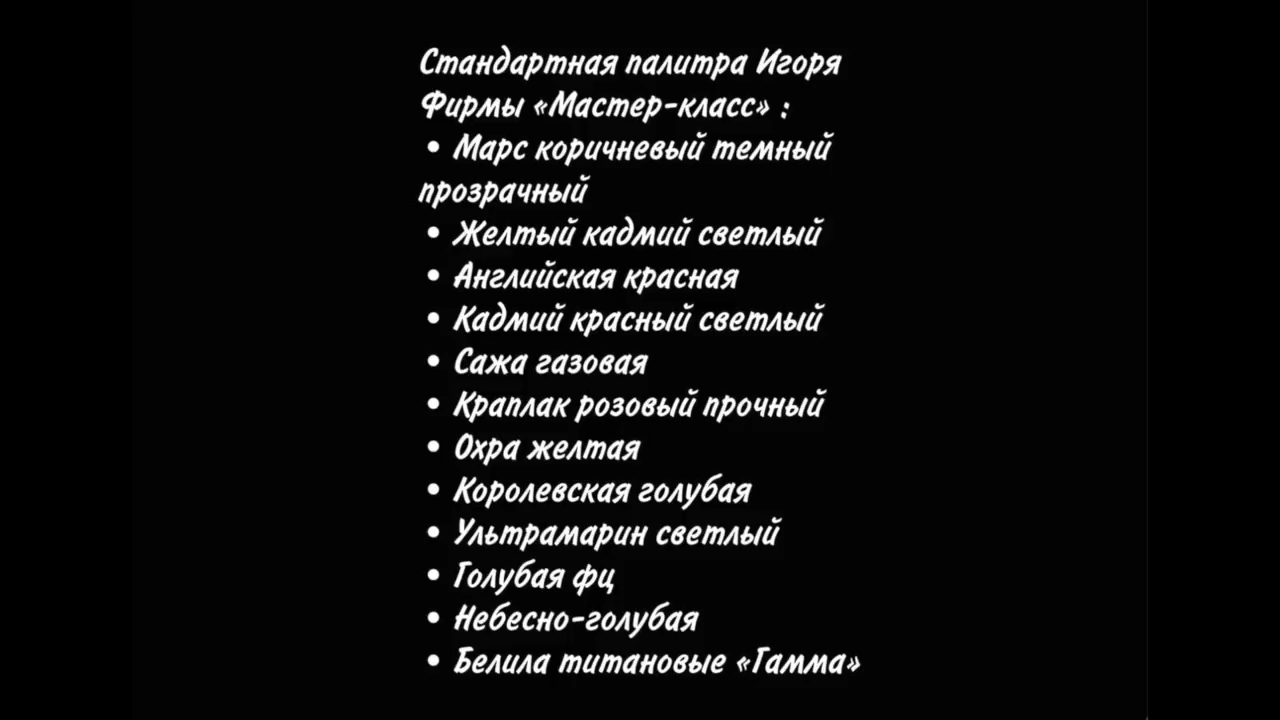 Стандартная палитра Игоря
Фирмы «Мастер-класс» :
• Марс коричневый темный
прозрачный
• Желтый кадмий светлый
• Английская красная
• Кадмий красный светлый
• Сажа газовая
• Краплак розовый прочный
• Охра желтая
• Королевская голубая
• Ультрамарин светлый
• Голубая фц
• Небесно-голубая
• Белила титановые «Гамма»